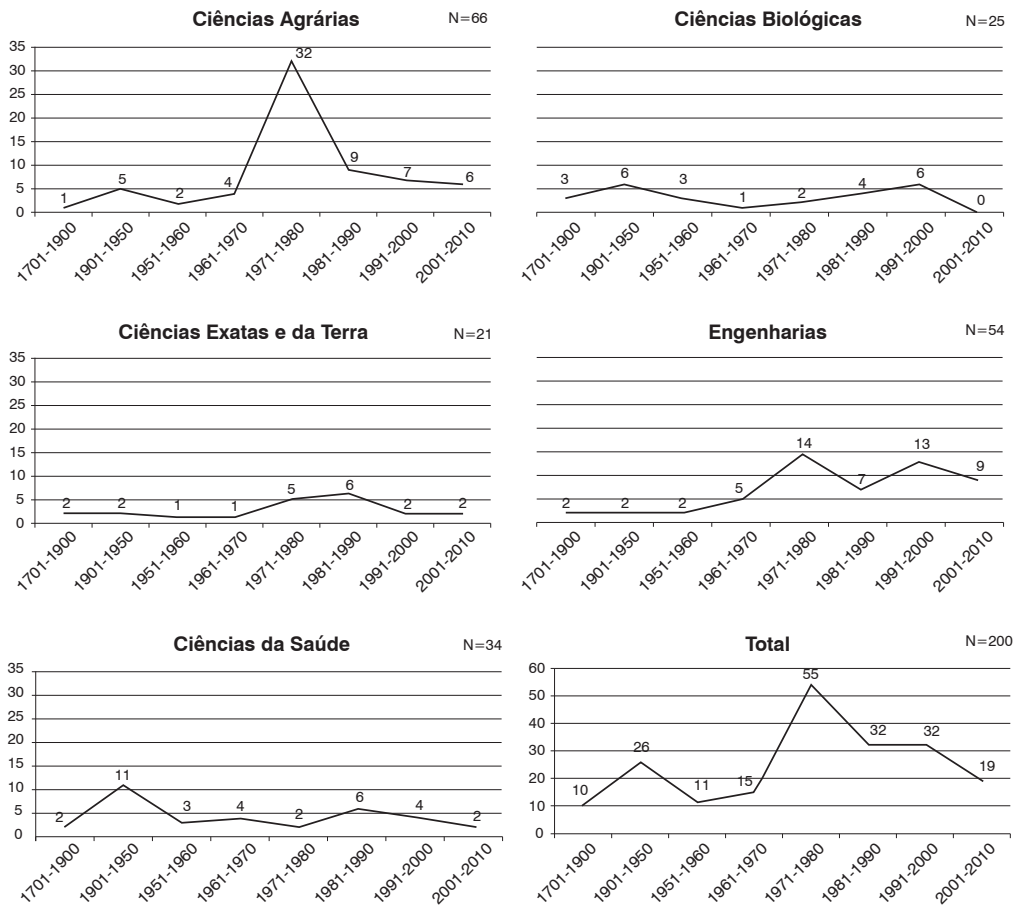 Ciências Agrárias N=66
35
30
25
20
15
10
5
0
1 5 2 4 32 9 7 6
1701-1900 1901-1950 1951-1960 1961-1970 1971-1980 1981-1990 1991-2000 2001-2010
Ciências Biológicas N=25
3 6 3 1 2 4 6 0
1701-1900 1901-1950 1951-1960 1961-1970 1971-1980 1981-1990 1991-2000 2001-2010
Ciências Exatas e da Terra N=21
35
30
25
20
15
10
5
0
2 2 1 1 5 6 2 2
1701-1900 1901-1950 1951-1960 1961-1970 1971-1980 1981-1990 1991-2000 2001-2010
Engenharias N=54
2 2 2 5 14 7 13 9
1701-1900 1901-1950 1951-1960 1961-1970 1971-1980 1981-1990 1991-2000 2001-2010
Ciências da Saúde N=34
35
30
25
20
15
10
5
0
2 11 3 4 2 6 4 2
1701-1900 1901-1950 1951-1960 1961-1970 1971-1980 1981-1990 1991-2000 2001-2010
Total N=200
60
50
40
30
20
10
0
10 26 11 15 55 32 32 19
1701-1900 1901-1950 1951-1960 1961-1970 1971-1980 1981-1990 1991-2000 2001-2010